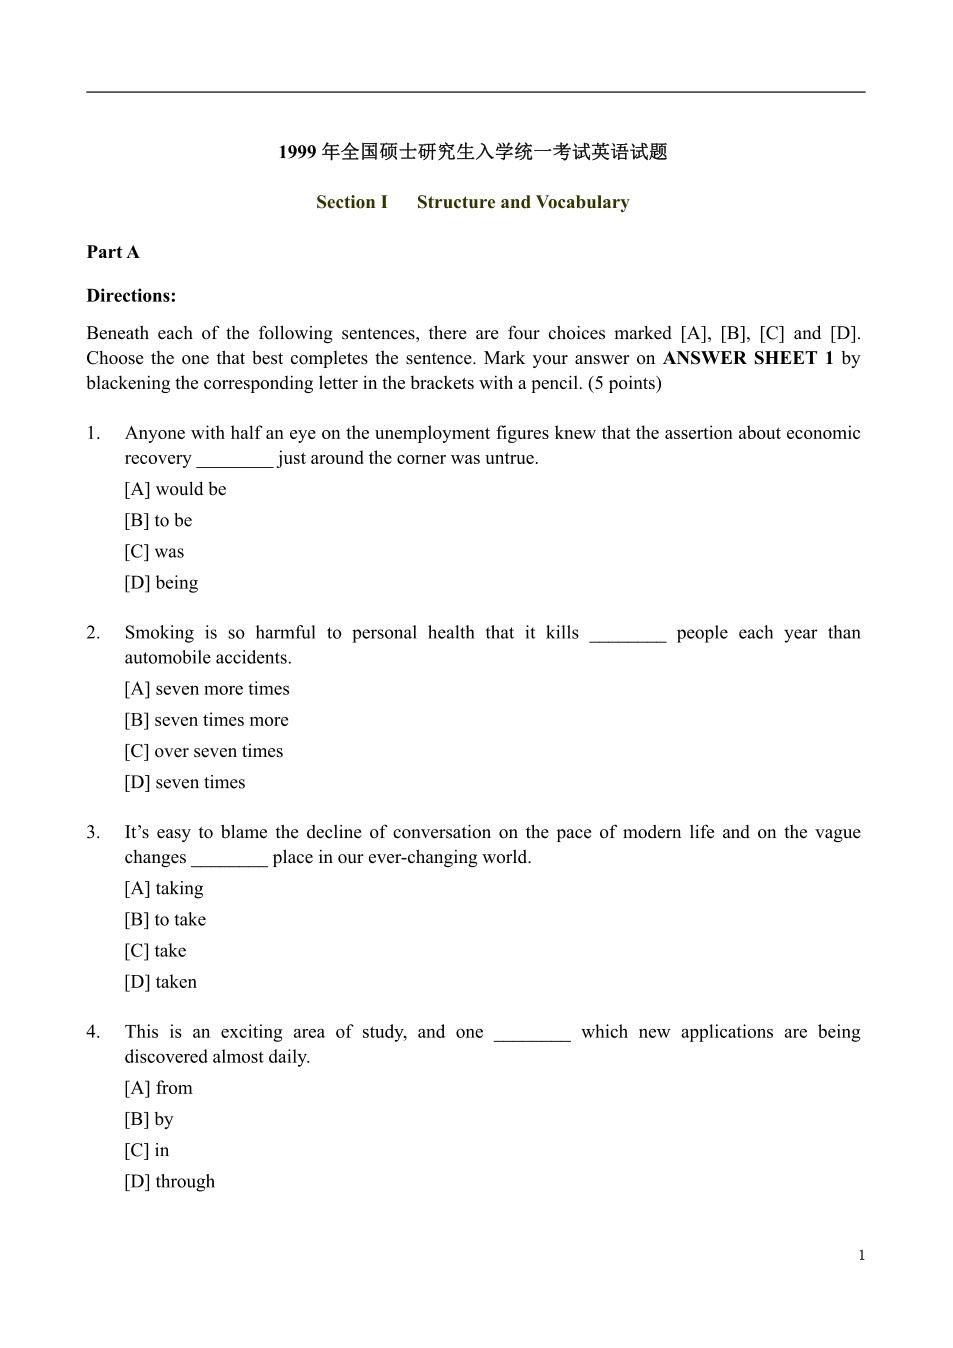 1999 年全国硕士研究生入学统一考试英语试题
Section I Structure and Vocabulary
Part A
Directions:
Beneath each of the following sentences, there are four choices marked [A], [B], [C] and [D].
Choose the one that best completes the sentence. Mark your answer on ANSWER SHEET 1 by
blackening the corresponding letter in the brackets with a pencil. (5 points)
1. Anyone with half an eye on the unemployment figures knew that the assertion about economic
recovery ________ just around the corner was untrue.
[A] would be
[B] to be
[C] was
[D] being
2. Smoking is so harmful to personal health that it kills ________ people each year than
automobile accidents.
[A] seven more times
[B] seven times more
[C] over seven times
[D] seven times
3. It’s easy to blame the decline of conversation on the pace of modern life and on the vague
changes ________ place in our ever-changing world.
[A] taking
[B] to take
[C] take
[D] taken
4. This is an exciting area of study, and one ________ which new applications are being
discovered almost daily.
[A] from
[B] by
[C] in
[D] through
1